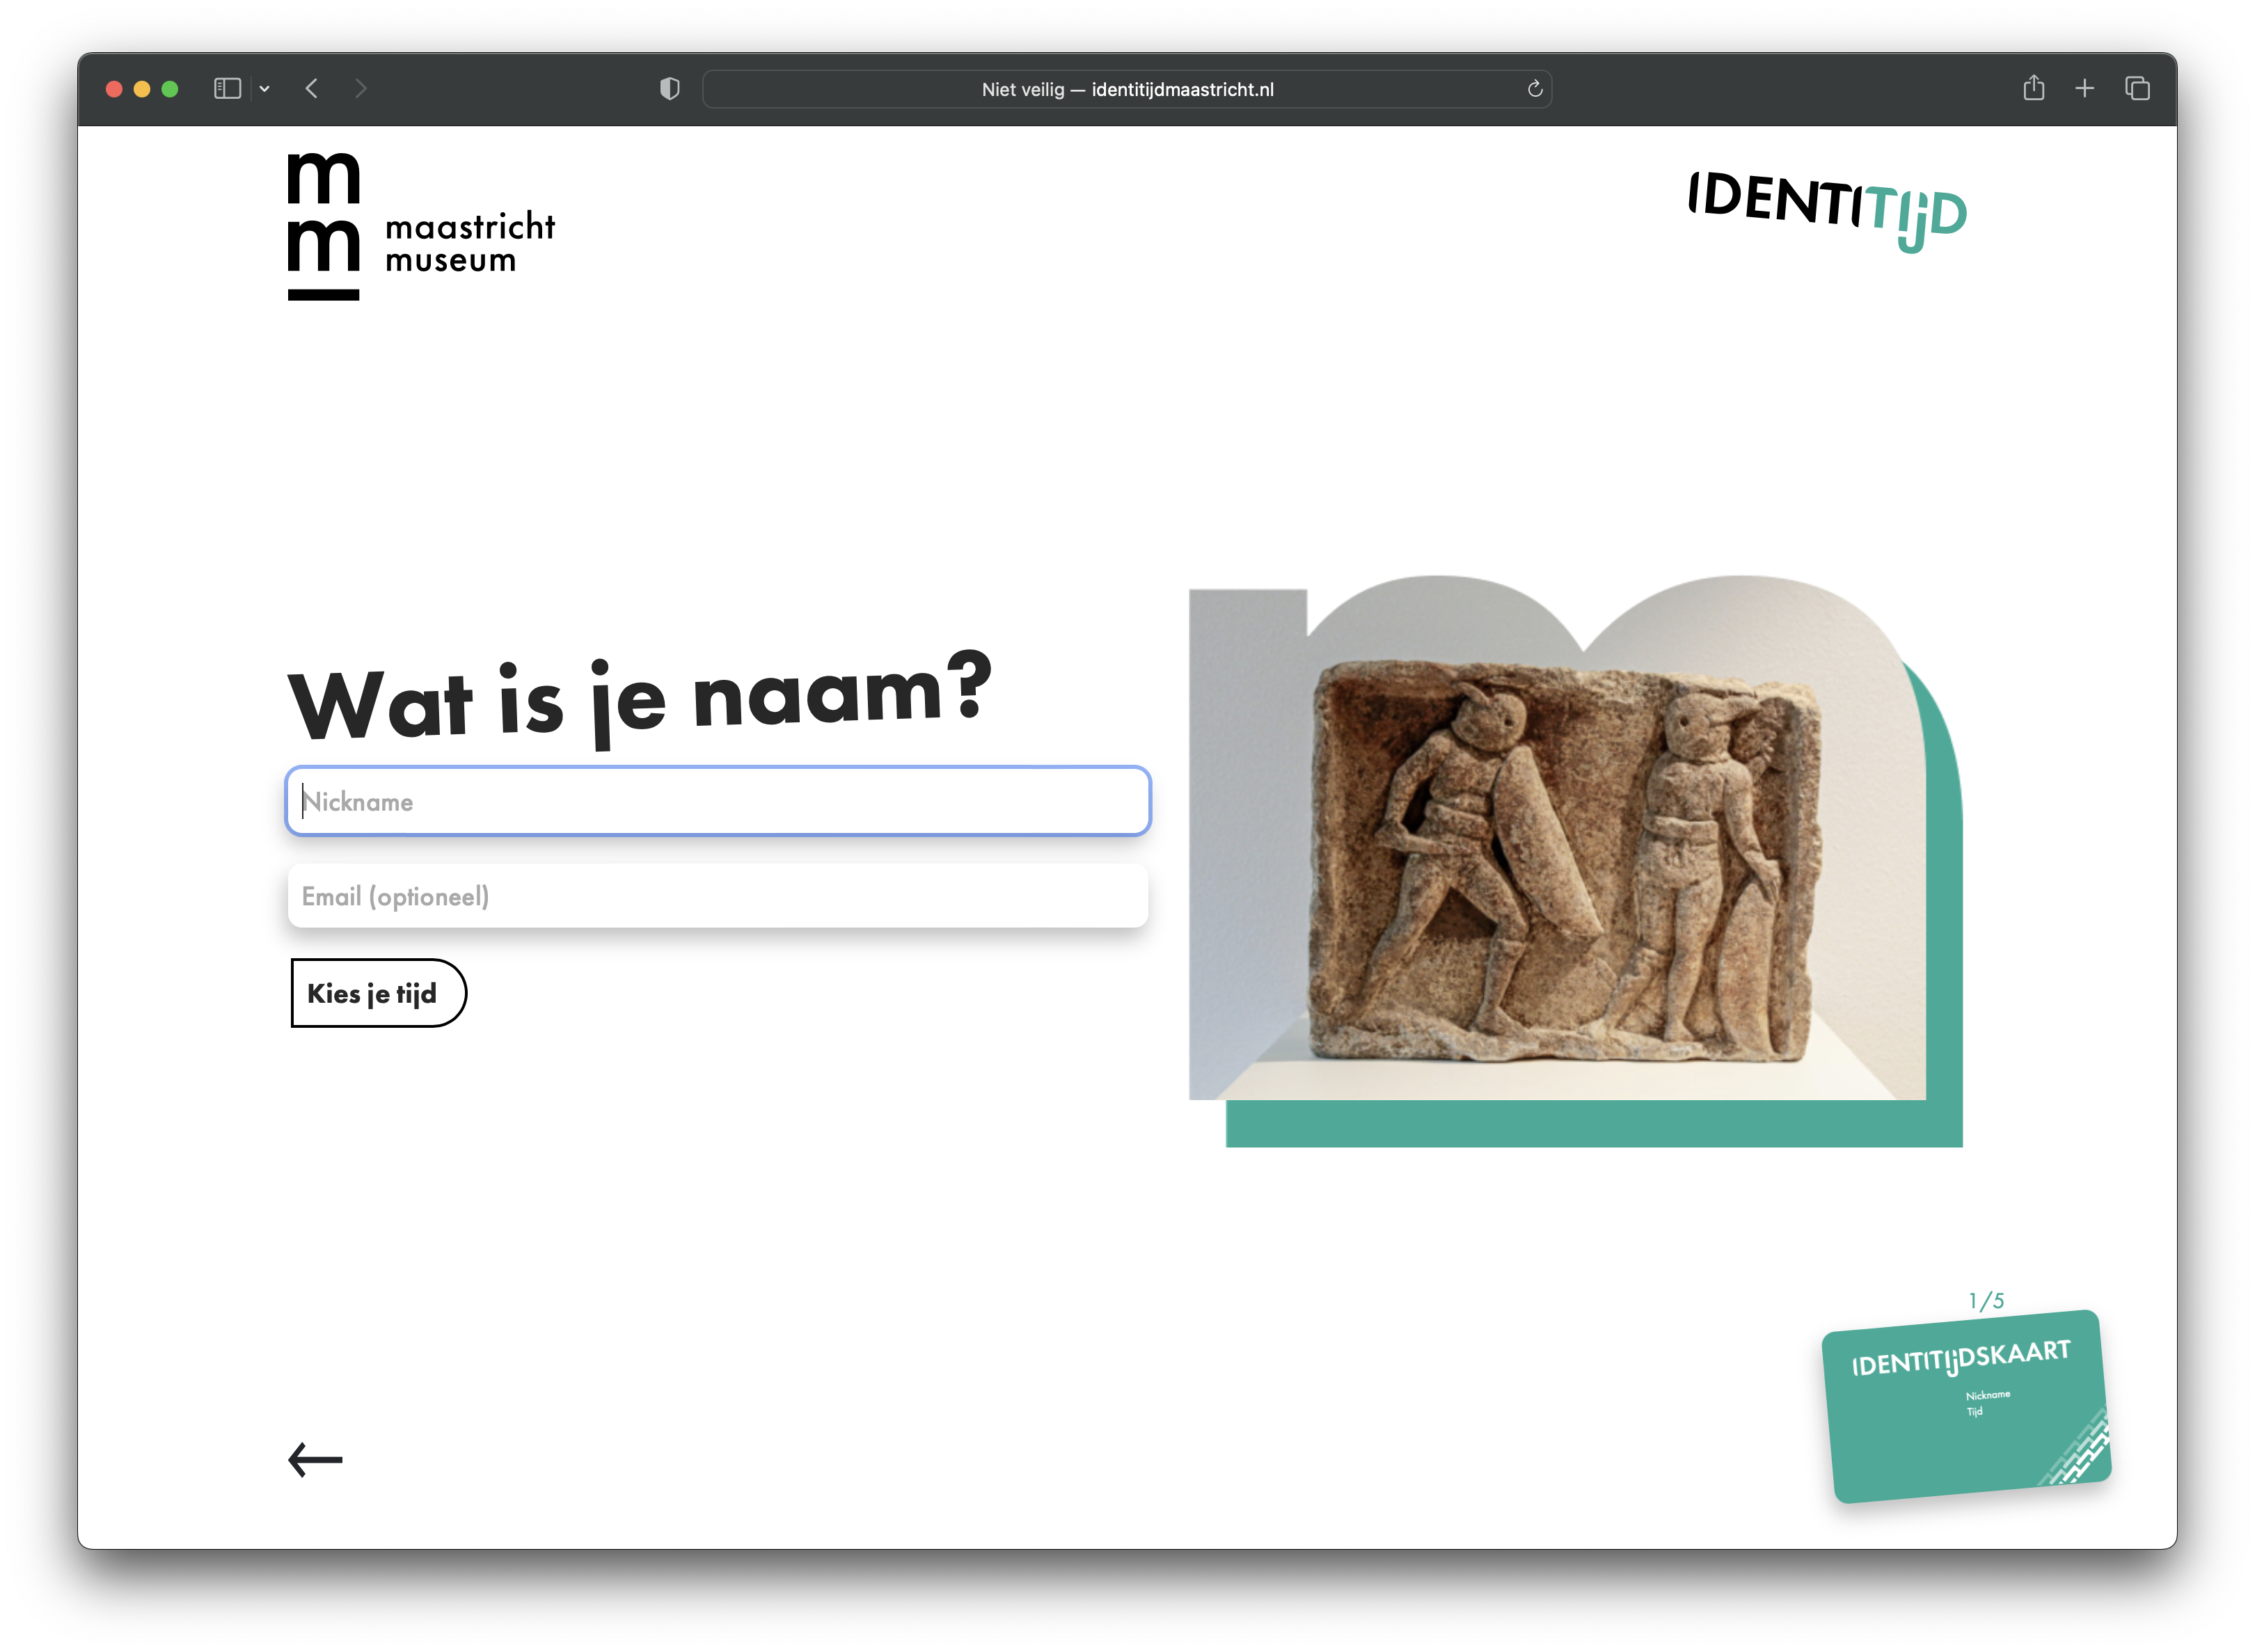 Niet veilig — identitijdmaastricht.nl
m
m
maastricht
museum
IDENTITIJD
Wat is je naam?
Nickname
Email (optioneel)
Kies je tijd
1/5
IDENTITIJDSKAART
Nickname
Tijd